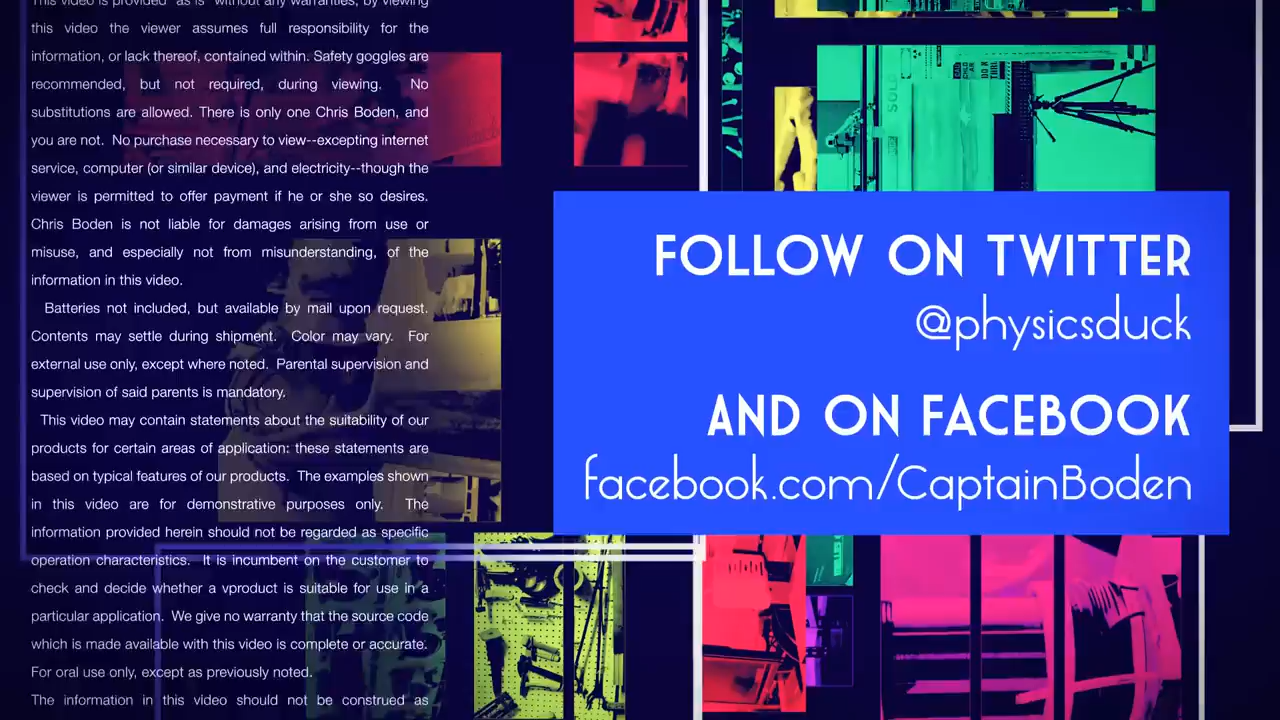 This video is provided "as is" without any warranties; by viewing
this video the viewer assumes full responsibility for the
information, or lack thereof, contained within. Safety goggles are
recommended, but not required, during viewing. No
substitutions are allowed. There is only one Chris Boden, and
you are not. No purchase necessary to view--excepting internet
service, computer (or similar device), and electricity--though the
viewer is permitted to offer payment if he or she so desires.
Chris Boden is not liable for damages arising from use or
misuse, and especially not from misunderstanding, of the
information in this video.
Batteries not included, but available by mail upon request.
Contents may settle during shipment. Color may vary. For
external use only, except where noted. Parental supervision and
supervision of said parents is mandatory.
This video may contain statements about the suitability of our
products for certain areas of application: these statements are
based on typical features of our products. The examples shown
in this video are for demonstrative purposes only. The
information provided herein should not be regarded as specific
operation characteristics. It is incumbent on the customer to
check and decide whether a vproduct is suitable for use in a
particular application. We give no warranty that the source code
which is made available with this video is complete or accurate.
For oral use only, except as previously noted.
The information in this video should not be construed as
FOLLOW ON TWITTER
@physicsduck
AND ON FACEBOOK
facebook.com/CaptainBoden